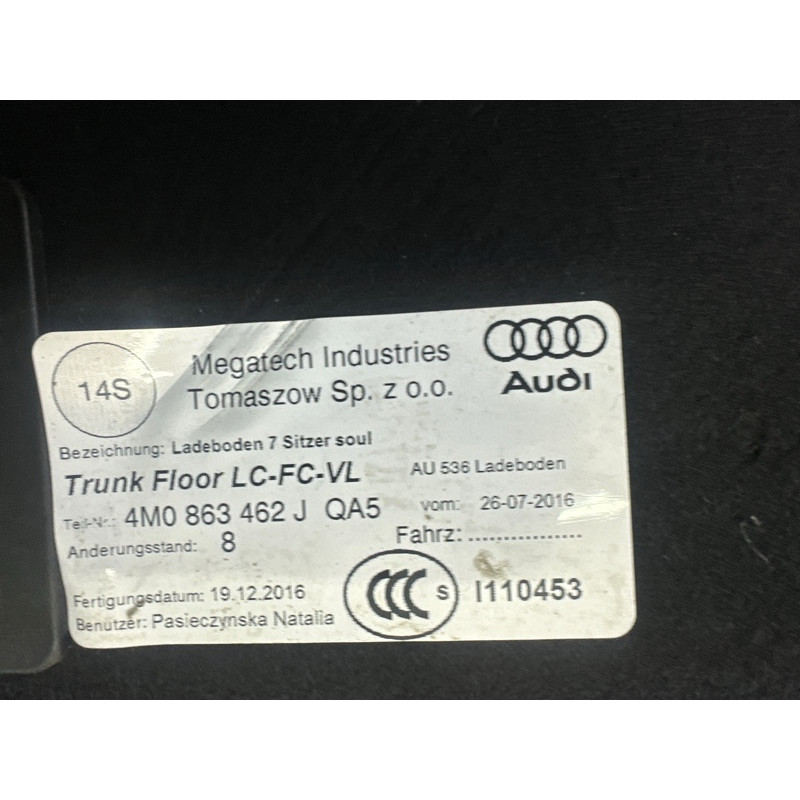 14S
Megatech Industries
Tomaszow Sp. z o.o.
Audi
Bezeichnung: Ladeboden 7 Sitzer soul
Trunk Floor LC-FC-VL
AU 536 Ladeboden
Teil-Nr.: 4M0 863 462 J QA5
vom: 26-07-2016
Änderungsstand: 8
Fahrz: ................
Fertigungsdatum: 19.12.2016
CCC S I110453
Benutzer: Pasieczynska Natalia